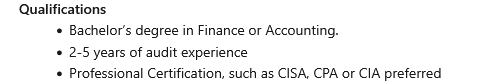 Qualifications
• Bachelor's degree in Finance or Accounting.
• 2-5 years of audit experience
• Professional Certification, such as CISA, CPA or CIA preferred